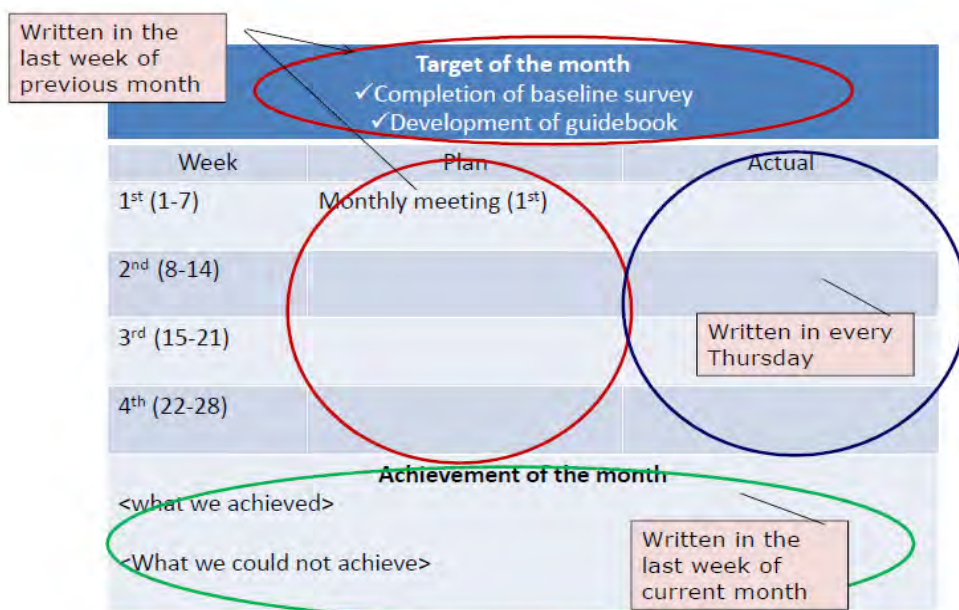 Written in the
last week of
previous month
Target of the month
✓Completion of baseline survey
✓Development of guidebook
Week Plan Actual
1st (1-7) Monthly meeting (1st)
2nd (8-14)
3rd (15-21)
Written in every
Thursday
4th (22-28)
Achievement of the month
<what we achieved>
<What we could not achieve>
Written in the
last week of
current month